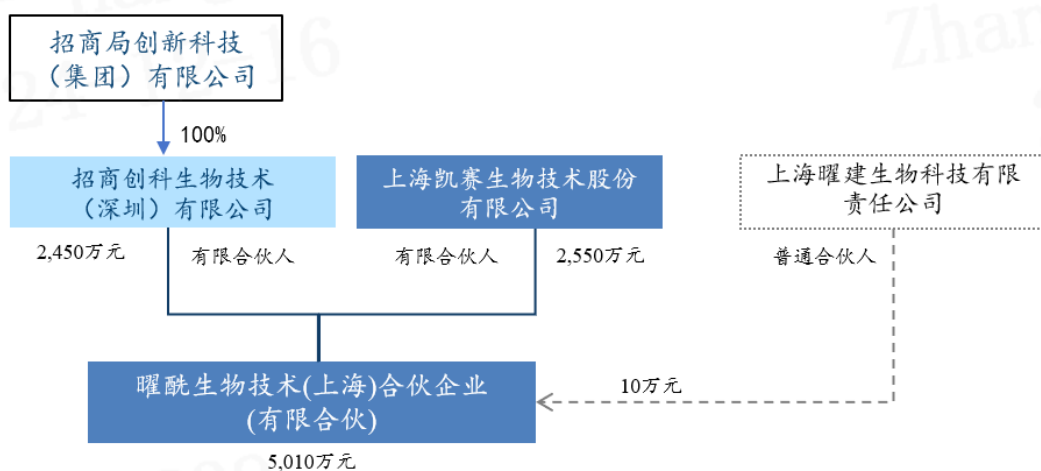 招商局创新科技
（集团）有限公司
100%
招商创科生物技术
（深圳）有限公司
上海凯赛生物技术股份
有限公司
上海曜建生物科技有限
责任公司
2,450万元
有限合伙人
有限合伙人
2,550万元
普通合伙人
曜酰生物技术(上海)合伙企业
(有限合伙)
10万元
5,010万元
24-12-16
Zhan